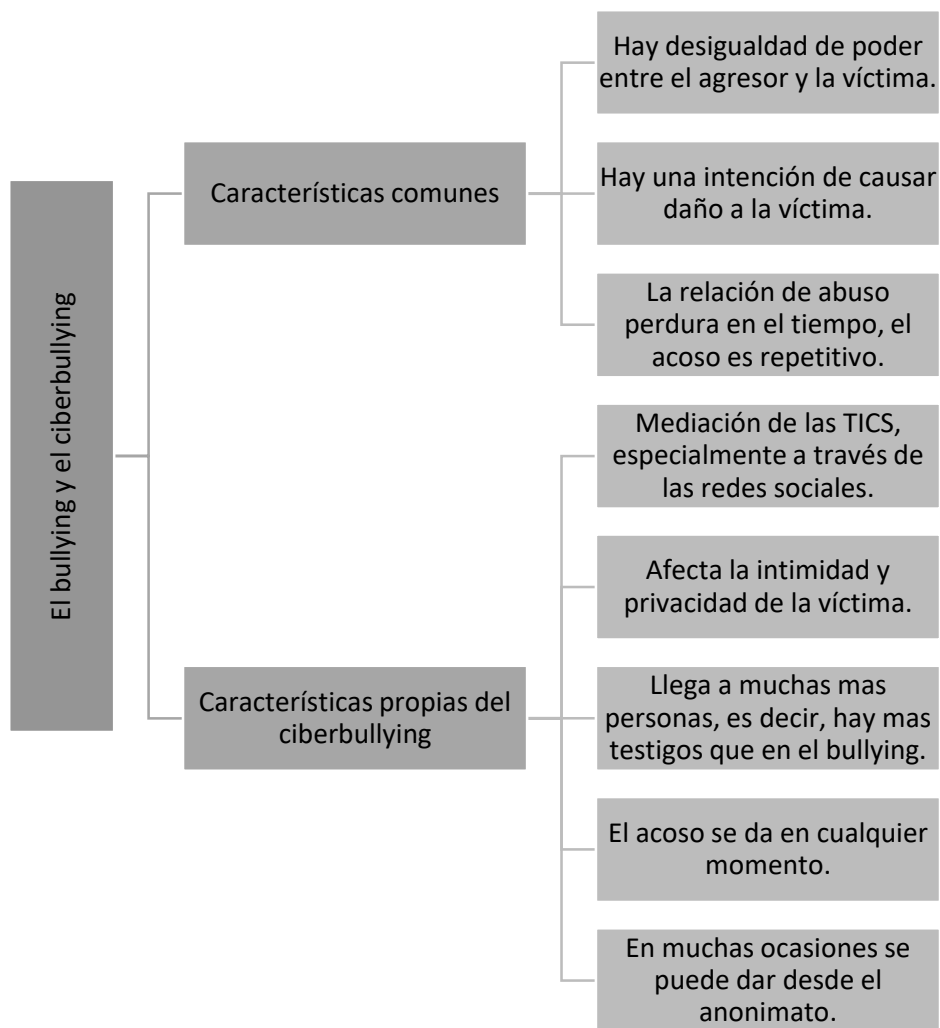 El bullying y el ciberbullying
Características comunes
Hay desigualdad de poder
entre el agresor y la víctima.
Hay una intención de causar
daño a la víctima.
La relación de abuso
perdura en el tiempo, el
acoso es repetitivo.
Características propias del
ciberbullying
Mediación de las TICS,
especialmente a través de
las redes sociales.
Afecta la intimidad y
privacidad de la víctima.
Llega a muchas mas
personas, es decir, hay mas
testigos que en el bullying.
El acoso se da en cualquier
momento.
En muchas ocasiones se
puede dar desde el
anonimato.